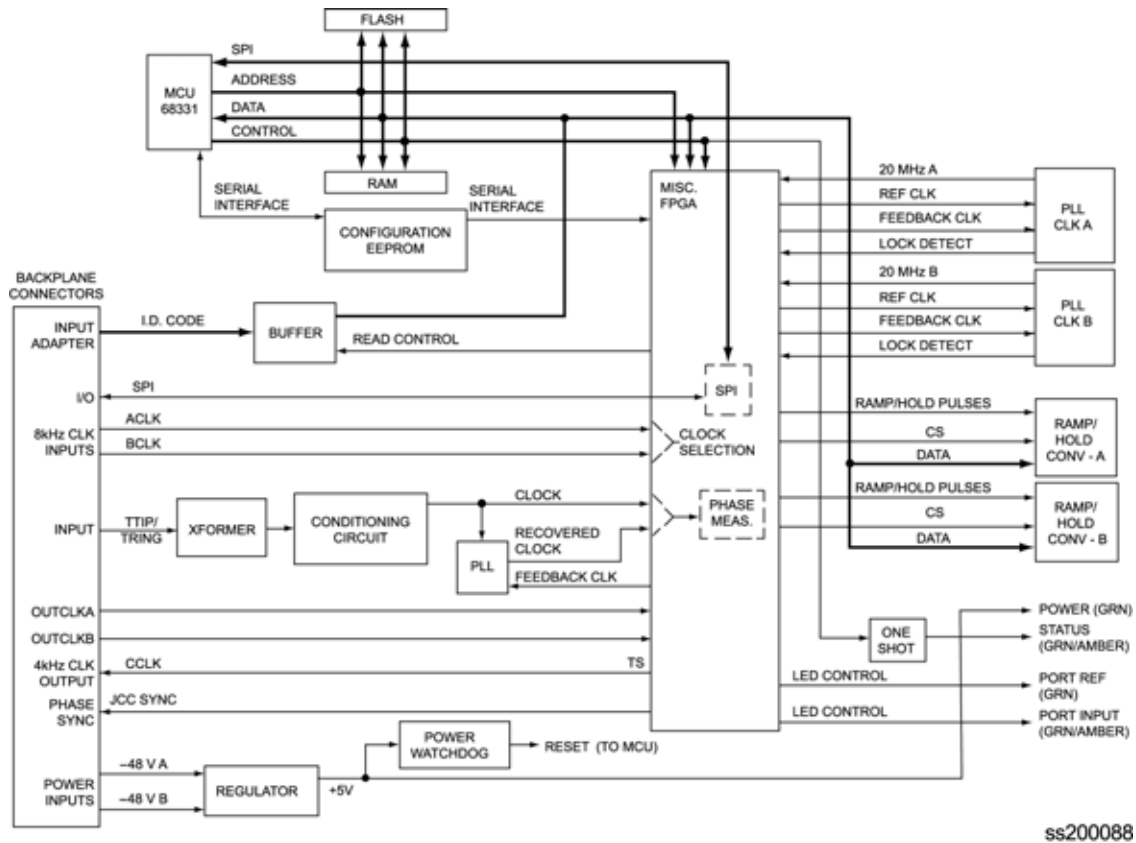 FLASH
SPI
MCU
68331
ADDRESS
DATA
CONTROL
RAM
SERIAL
INTERFACE
SERIAL
INTERFACE
CONFIGURATION
EEPROM
MISC.
FPGA
20 MHz A
REF CLK
FEEDBACK CLK
LOCK DETECT
PLL
CLK A
20 MHz B
REF CLK
FEEDBACK CLK
LOCK DETECT
PLL
CLK B
BACKPLANE
CONNECTORS
INPUT
ADAPTER
I.D. CODE
BUFFER
READ CONTROL
I/O
SPI
SPI
8kHz CLK
INPUTS
ACLK
BCLK
CLOCK
SELECTION
RAMP/HOLD PULSES
CS
DATA
RAMP/
HOLD
CONV - A
RAMP/HOLD PULSES
CS
DATA
RAMP/
HOLD
CONV - B
INPUT
TTIP/
TRING
XFORMER
CONDITIONING
CIRCUIT
CLOCK
PLL
RECOVERED
CLOCK
FEEDBACK CLK
PHASE
MEAS.
OUTCLKA
OUTCLKB
4kHz CLK
OUTPUT
CCLK
TS
PHASE
SYNC
JCC SYNC
ONE
SHOT
POWER (GRN)
STATUS
(GRN/AMBER)
LED CONTROL
PORT REF
(GRN)
LED CONTROL
PORT INPUT
(GRN/AMBER)
POWER
WATCHDOG
RESET (TO MCU)
POWER
INPUTS
–48 V A
–48 V B
REGULATOR
+5V
ss200088